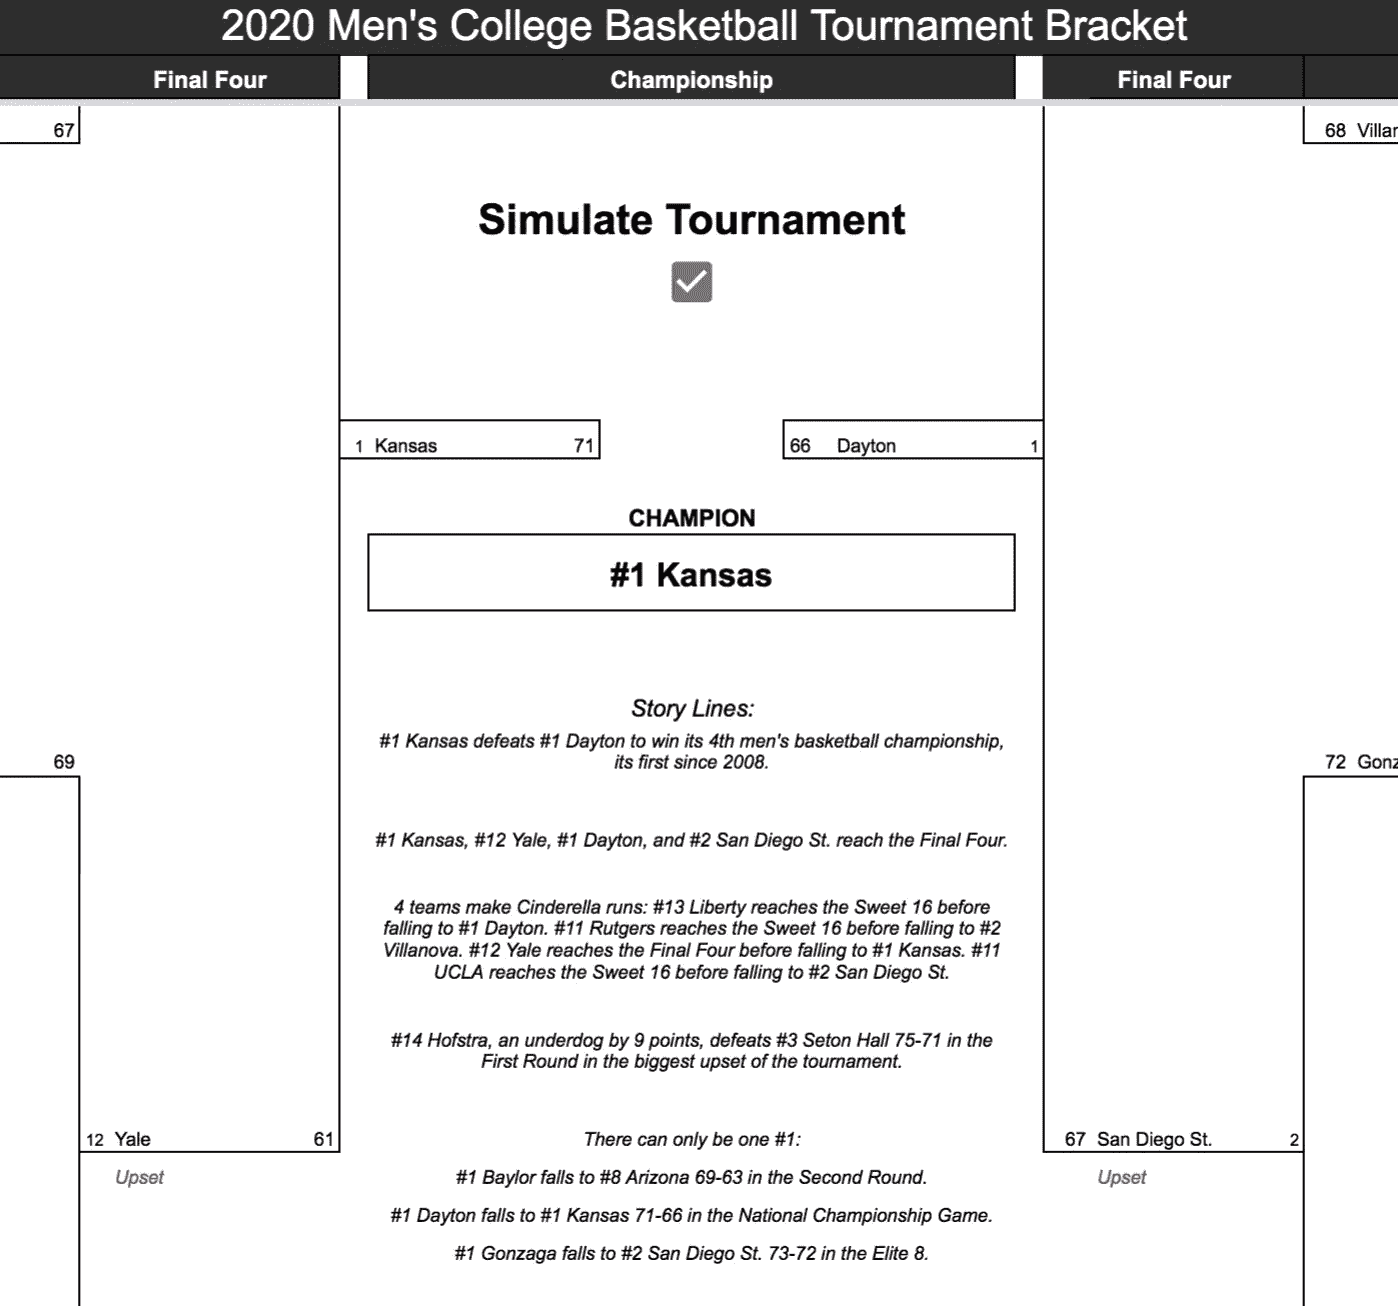 2020 Men's College Basketball Tournament Bracket
Final Four
Championship
Final Four
67
68
Simulate Tournament
1 Kansas 71
66 Dayton 1
CHAMPION
#1 Kansas
Story Lines:
#1 Kansas defeats #1 Dayton to win its 4th men's basketball championship,
its first since 2008.
69
72
#1 Kansas, #12 Yale, #1 Dayton, and #2 San Diego St. reach the Final Four.
4 teams make Cinderella runs: #13 Liberty reaches the Sweet 16 before
falling to #1 Dayton. #11 Rutgers reaches the Sweet 16 before falling to #2
Villanova. #12 Yale reaches the Final Four before falling to #1 Kansas. #11
UCLA reaches the Sweet 16 before falling to #2 San Diego St.
#14 Hofstra, an underdog by 9 points, defeats #3 Seton Hall 75-71 in the
First Round in the biggest upset of the tournament.
12 Yale 61
There can only be one #1:
67 San Diego St. 2
Upset
#1 Baylor falls to #8 Arizona 69-63 in the Second Round.
Upset
#1 Dayton falls to #1 Kansas 71-66 in the National Championship Game.
#1 Gonzaga falls to #2 San Diego St. 73-72 in the Elite 8.